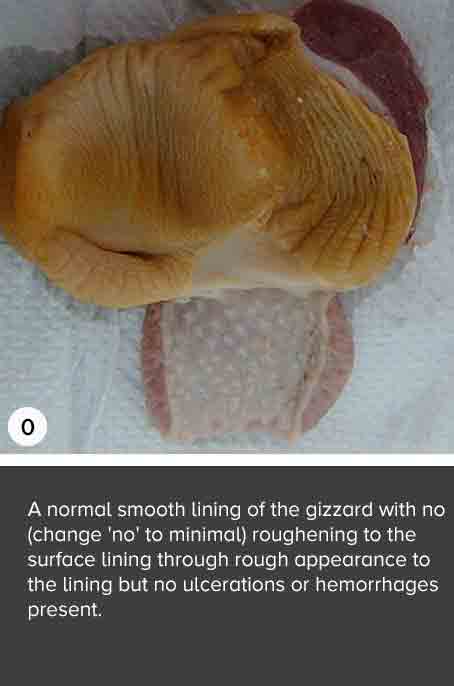 0
A normal smooth lining of the gizzard with no
(change 'no' to minimal) roughening to the
surface lining through rough appearance to
the lining but no ulcerations or hemorrhages
present.